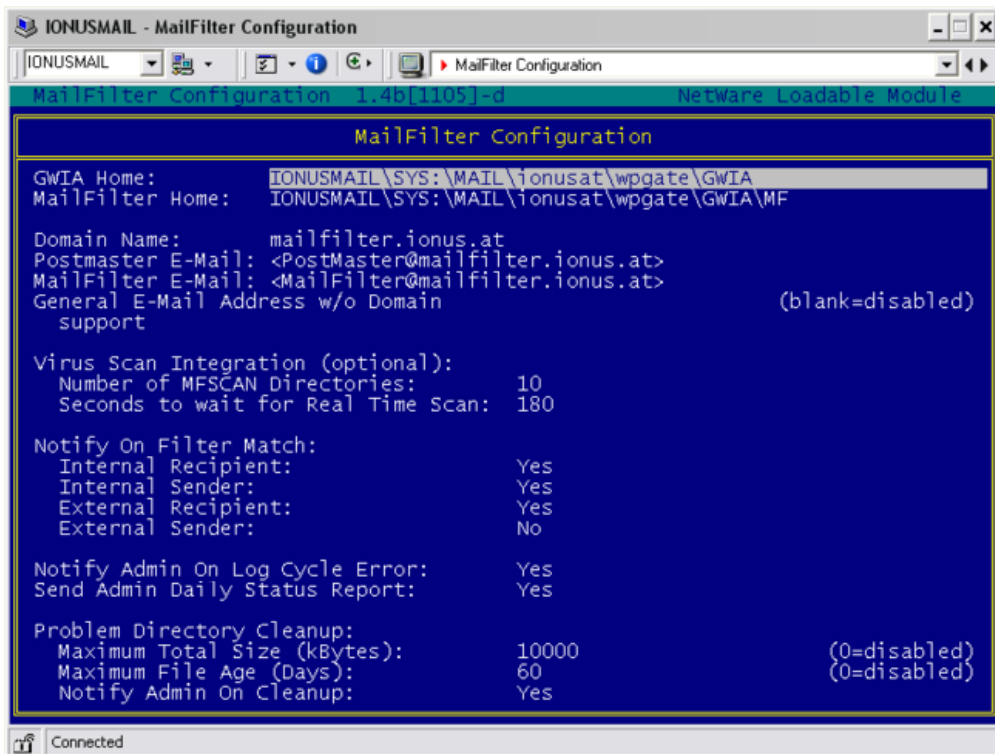 IONUSMAIL - MailFilter Configuration
IONUSMAIL MailFilter Configuration
MailFilter Configuration 1.4b[1105]-d NetWare Loadable Module
MailFilter Configuration
GWIA Home: IONUSMAIL\SYS:\MAIL\ionusat\wpgate\GWIA
MailFilter Home: IONUSMAIL\SYS:\MAIL\ionusat\wpgate\GWIA\MF
Domain Name: mailfilter.ionus.at
Postmaster E-Mail: <PostMaster@mailfilter.ionus.at>
MailFilter E-Mail: <MailFilter@mailfilter.ionus.at>
General E-Mail Address w/o Domain (blank=disabled)
support
Virus Scan Integration (optional):
Number of MFSCAN Directories: 10
Seconds to wait for Real Time Scan: 180
Notify On Filter Match:
Internal Recipient: Yes
Internal Sender: Yes
External Recipient: Yes
External Sender: No
Notify Admin On Log Cycle Error: Yes
Send Admin Daily Status Report: Yes
Problem Directory Cleanup:
Maximum Total Size (kBytes): 10000 (0=disabled)
Maximum File Age (Days): 60 (0=disabled)
Notify Admin On Cleanup: Yes
Connected